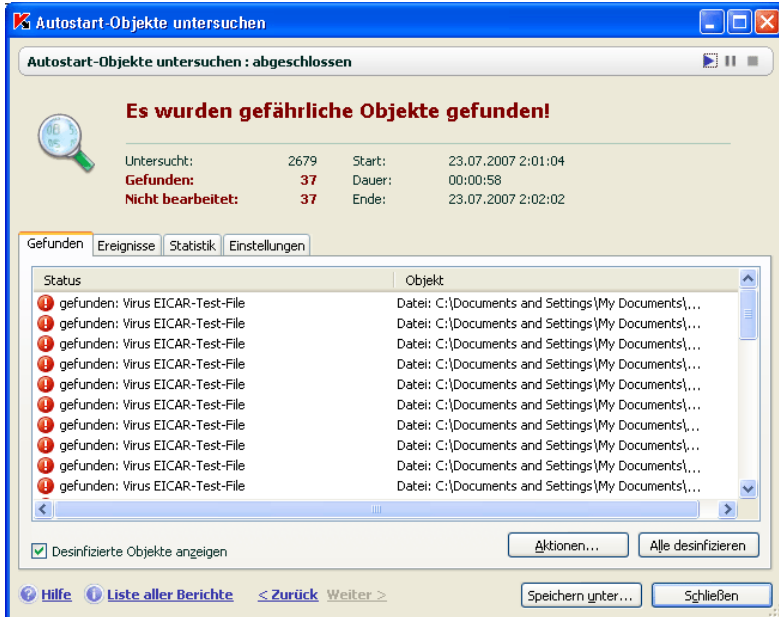 Autostart-Objekte untersuchen
Autostart-Objekte untersuchen : abgeschlossen
Es wurden gefährliche Objekte gefunden!
Untersucht: 2679 Start: 23.07.2007 2:01:04
Gefunden: 37 Dauer: 00:00:58
Nicht bearbeitet: 37 Ende: 23.07.2007 2:02:02
Gefunden Ereignisse Statistik Einstellungen
Status Objekt
gefunden: Virus EICAR-Test-File Datei: C:\Documents and Settings\My Documents\,...
gefunden: Virus EICAR-Test-File Datei: C:\Documents and Settings\My Documents\,...
gefunden: Virus EICAR-Test-File Datei: C:\Documents and Settings\My Documents\,...
gefunden: Virus EICAR-Test-File Datei: C:\Documents and Settings\My Documents\,...
gefunden: Virus EICAR-Test-File Datei: C:\Documents and Settings\My Documents\,...
gefunden: Virus EICAR-Test-File Datei: C:\Documents and Settings\My Documents\,...
gefunden: Virus EICAR-Test-File Datei: C:\Documents and Settings\My Documents\,...
gefunden: Virus EICAR-Test-File Datei: C:\Documents and Settings\My Documents\,...
gefunden: Virus EICAR-Test-File Datei: C:\Documents and Settings\My Documents\,...
gefunden: Virus EICAR-Test-File Datei: C:\Documents and Settings\My Documents\,...
Desinfizierte Objekte anzeigen Aktionen... Alle desinfizieren
Hilfe Liste aller Berichte < Zurück Weiter > Speichern unter... Schließen